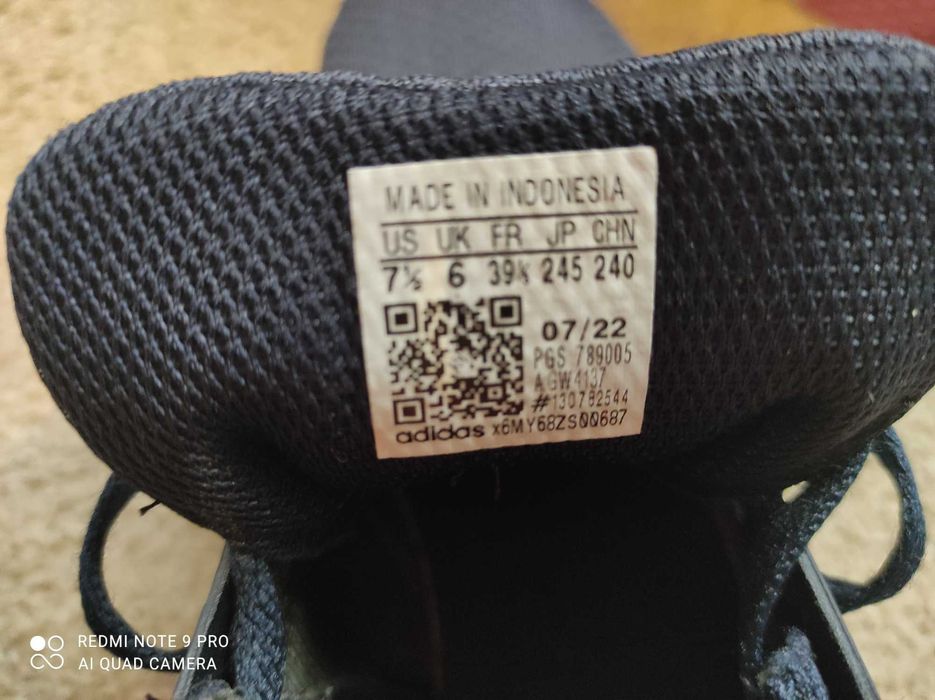 MADE IN INDONESIA
US UK FR JP CHN
7½ 6 39⅓ 245 240
07/22
PGS 789005
A GW4137
#130782544
adidas x6MY68ZS00687
REDMI NOTE 9 PRO
AI QUAD CAMERA